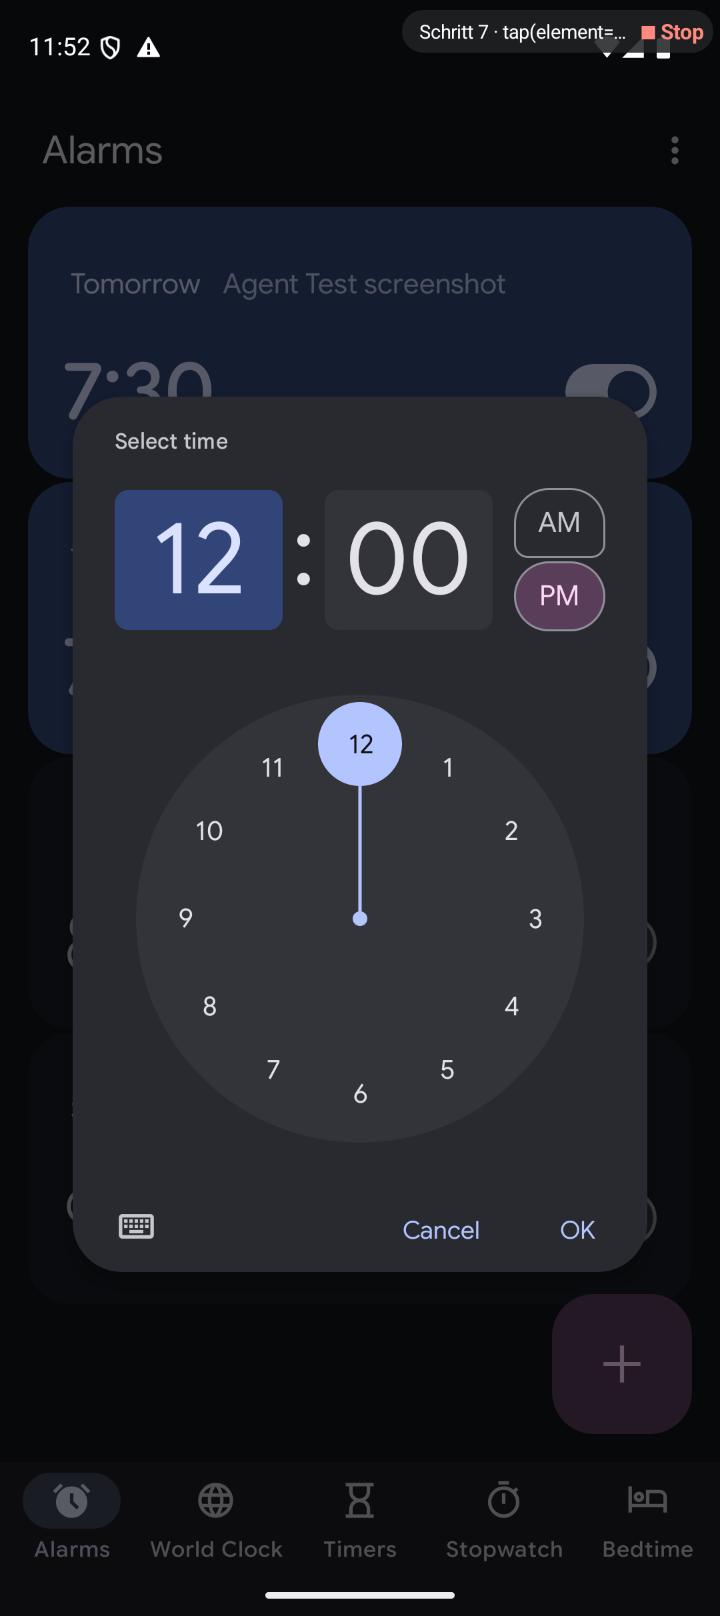 11:52
Schritt 7 · tap(element=... Stop
Alarms
Tomorrow Agent Test screenshot
7:30
Select time
12 : 00
AM
PM
12
11 1
10 2
9 3
8 4
7 5
6
Cancel OK
Alarms World Clock Timers Stopwatch Bedtime